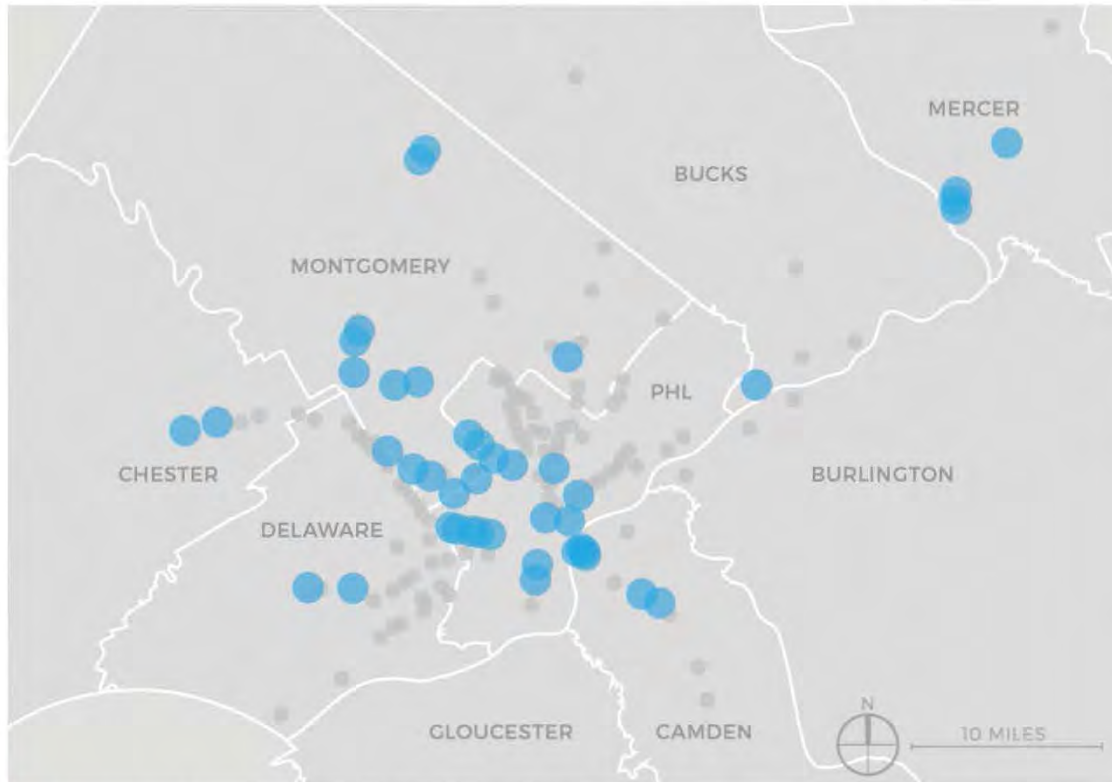 MERCER
BUCKS
MONTGOMERY
PHL
CHESTER
BURLINGTON
DELAWARE
N
10 MILES
GLOUCESTER
CAMDEN